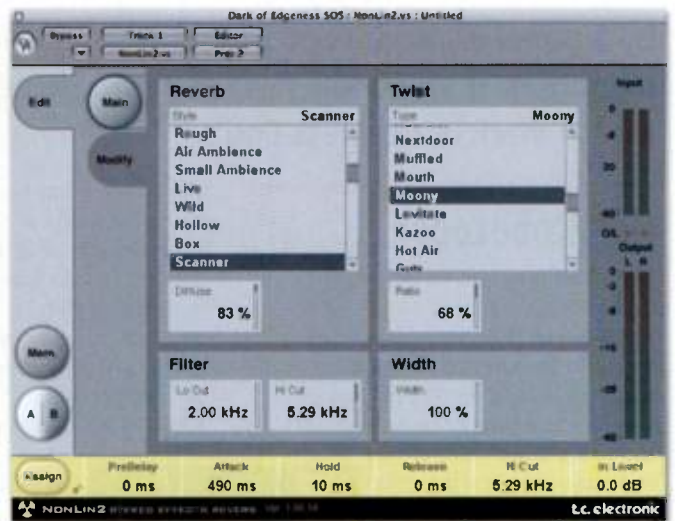 Dark of Edgeness SOS : NonLin2.vs : Untitled
Bypass
Track 1
Editor
NonLin2.vs
Edit
Main
Modify
Mem.
A B
Reverb
Style Scanner
Rough
Air Ambience
Small Ambience
Live
Wild
Hollow
Box
Scanner
Diffuse
83 %
Twist
Type Moony
Nextdoor
Muffled
Mouth
Moony
Levitate
Kazoo
Hot Air
Ratio
68 %
Filter
Lo Cut
2.00 kHz
Hi Cut
5.29 kHz
Width
Width
100 %
Input
O/L
Output
L R
Assign
PreDelay Attack Hold Release Hi Cut In Level
0 ms 490 ms 10 ms 0 ms 5.29 kHz 0.0 dB
NONLIN2 STEREO EFFECTS REVERB
t.c. electronic